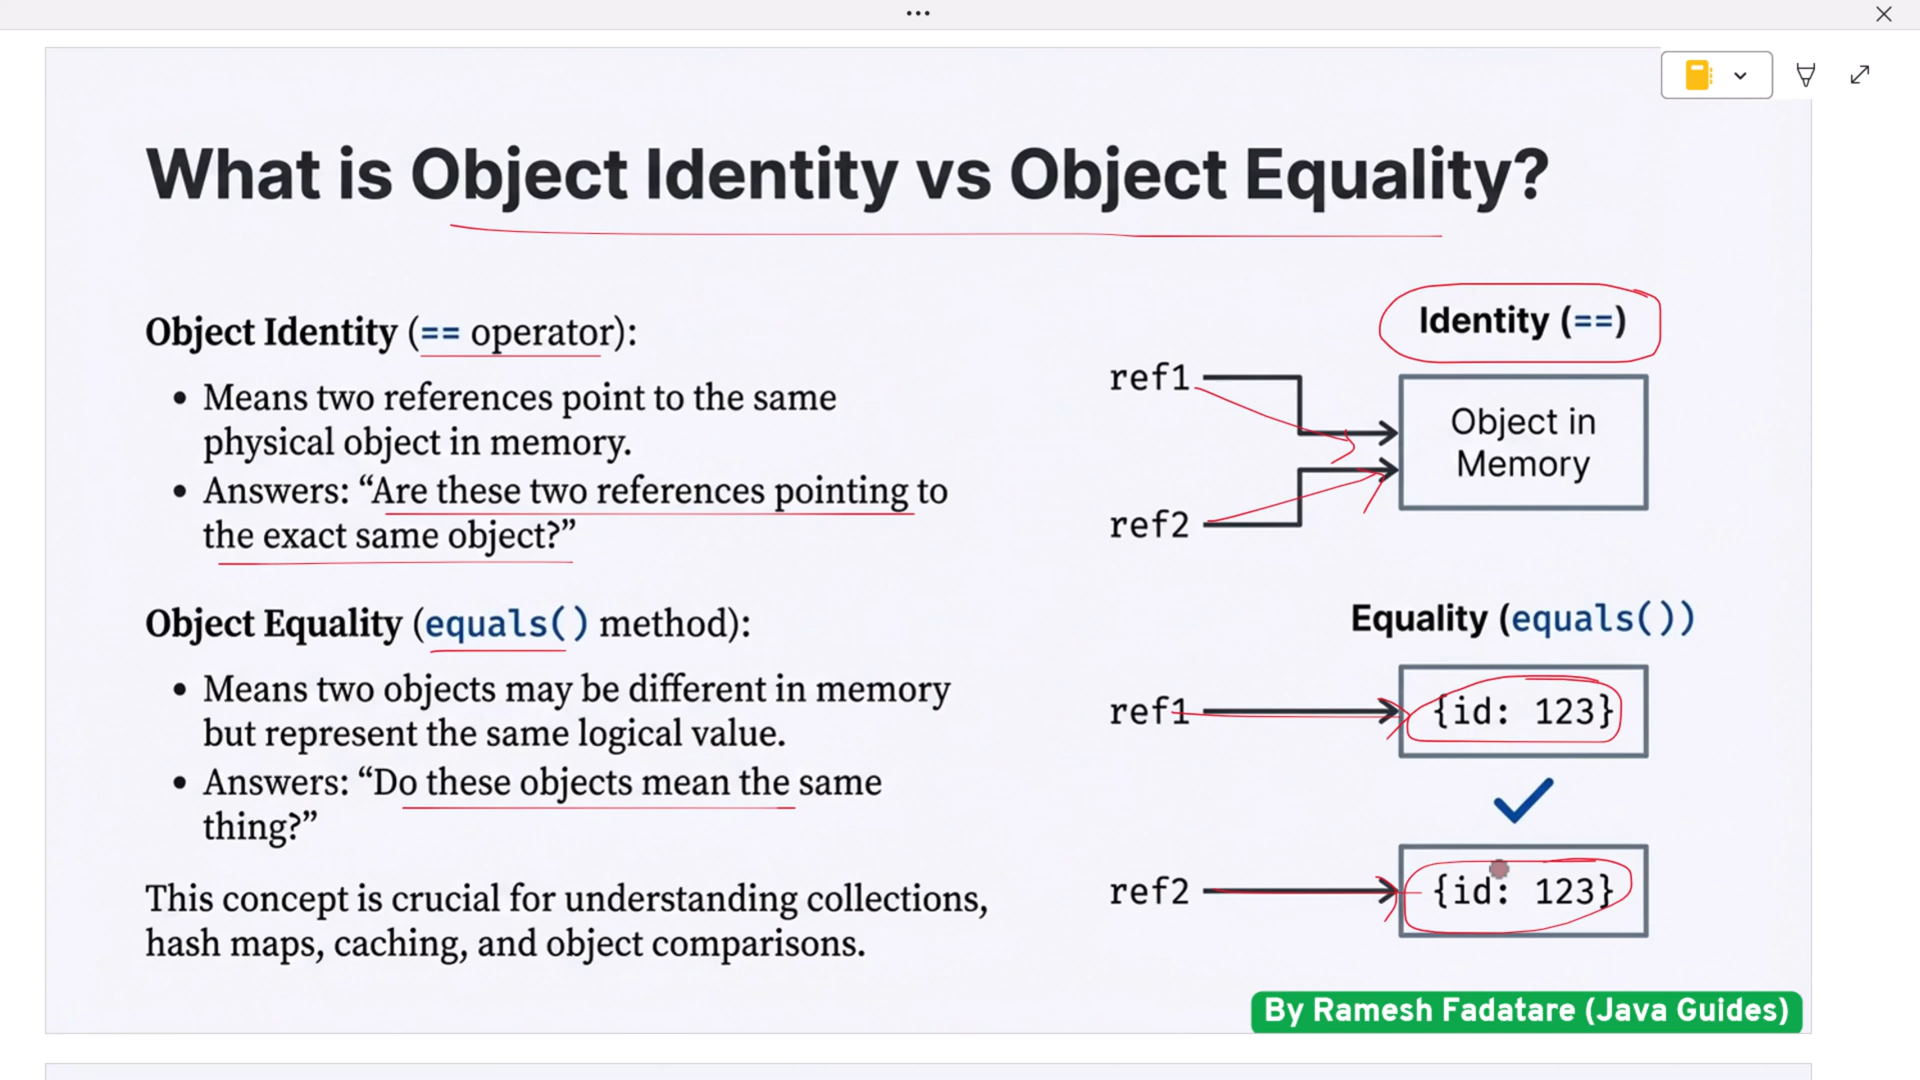 What is Object Identity vs Object Equality?
Object Identity (== operator):
• Means two references point to the same
physical object in memory.
• Answers: “Are these two references pointing to
the exact same object?”
Object Equality (equals() method):
• Means two objects may be different in memory
but represent the same logical value.
• Answers: “Do these objects mean the same
thing?”
This concept is crucial for understanding collections,
hash maps, caching, and object comparisons.
Identity (==)
ref1
Object in
Memory
ref2
Equality (equals())
ref1
{id: 123}
ref2
{id: 123}
By Ramesh Fadatare (Java Guides)